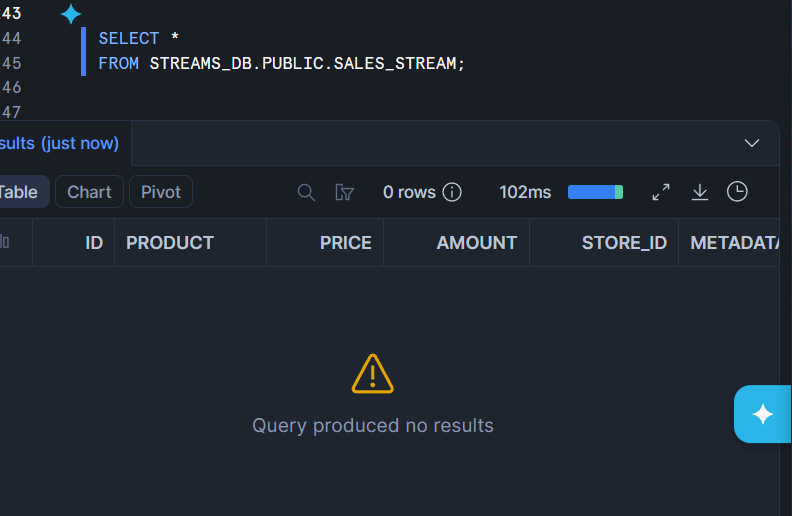 43
44 SELECT *
45 FROM STREAMS_DB.PUBLIC.SALES_STREAM;
46
47
sults (just now)
Table Chart Pivot 0 rows 102ms
ID PRODUCT PRICE AMOUNT STORE_ID METADATA
Query produced no results